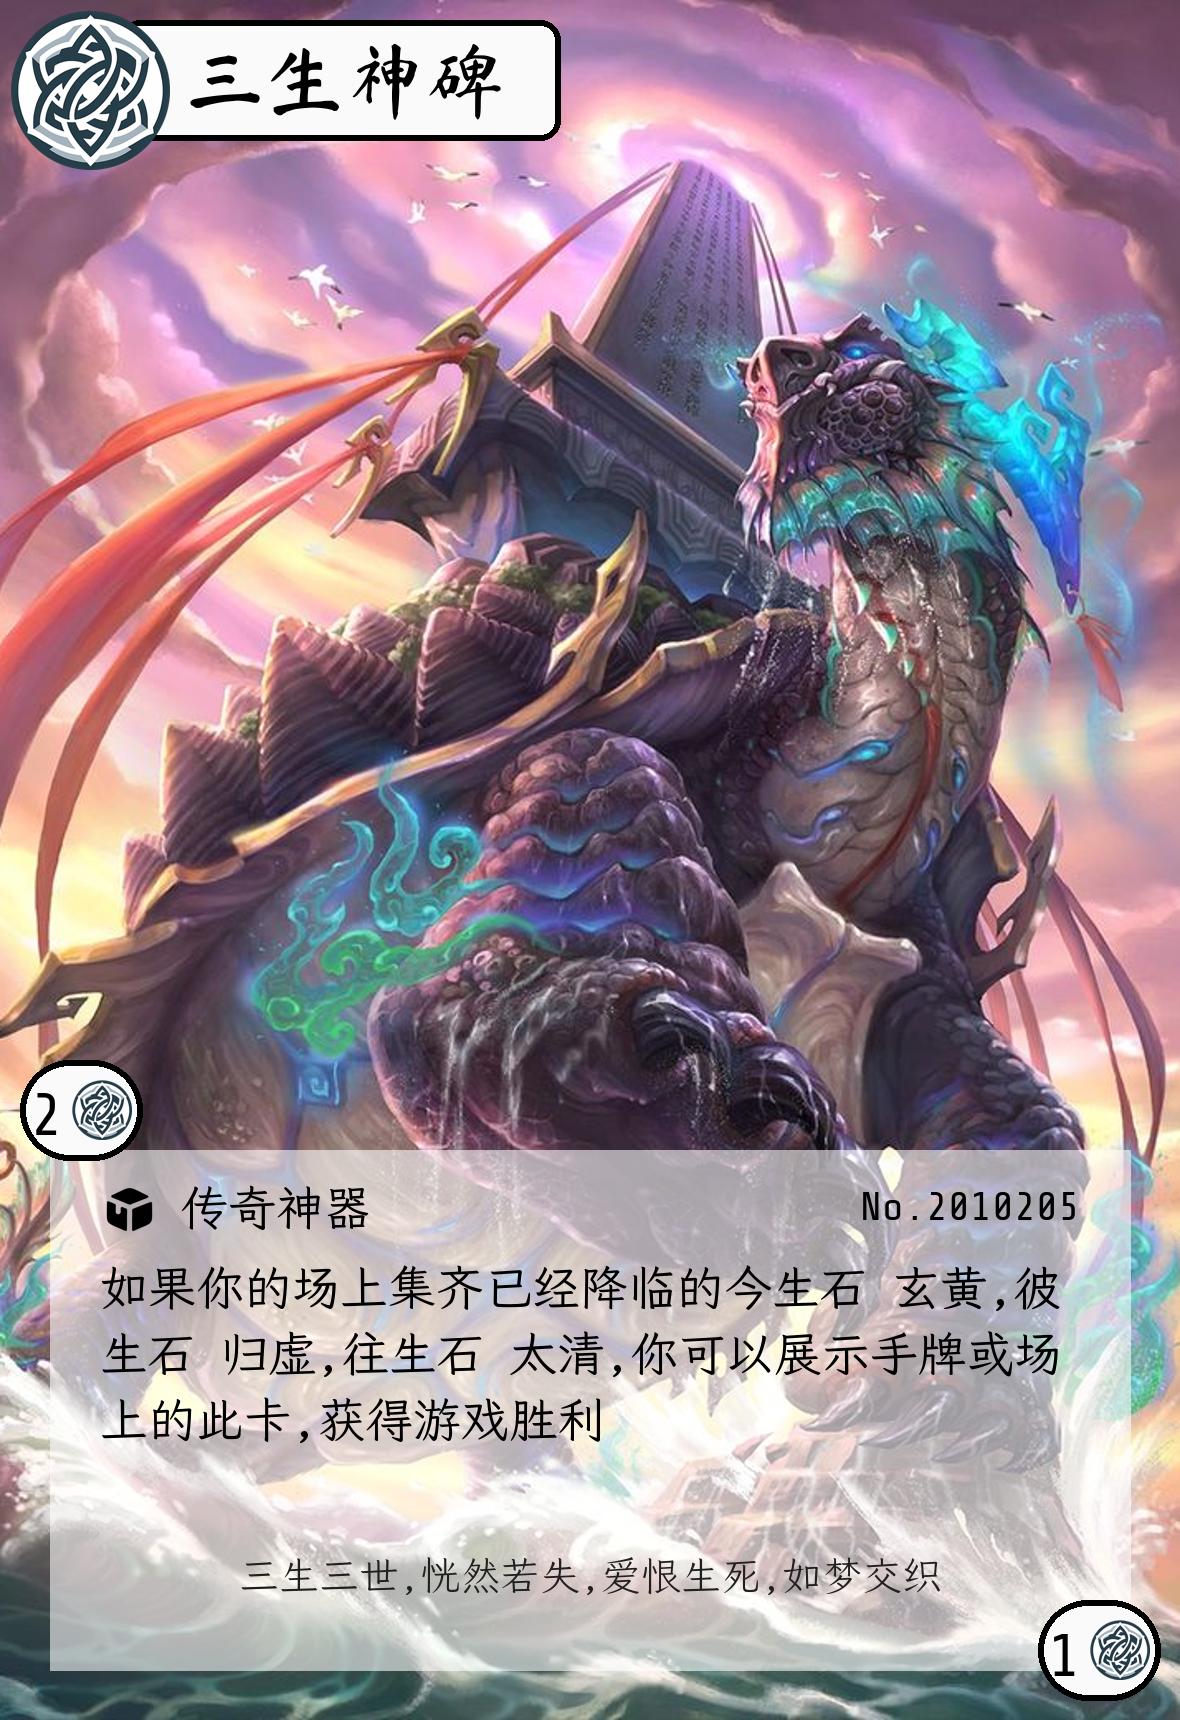 三生神碑
2
传奇神器
No.2010205
如果你的场上集齐已经降临的今生石 玄黄,彼
生石 归虚,往生石 太清,你可以展示手牌或场
上的此卡,获得游戏胜利
三生三世,恍然若失,爱恨生死,如梦交织
1